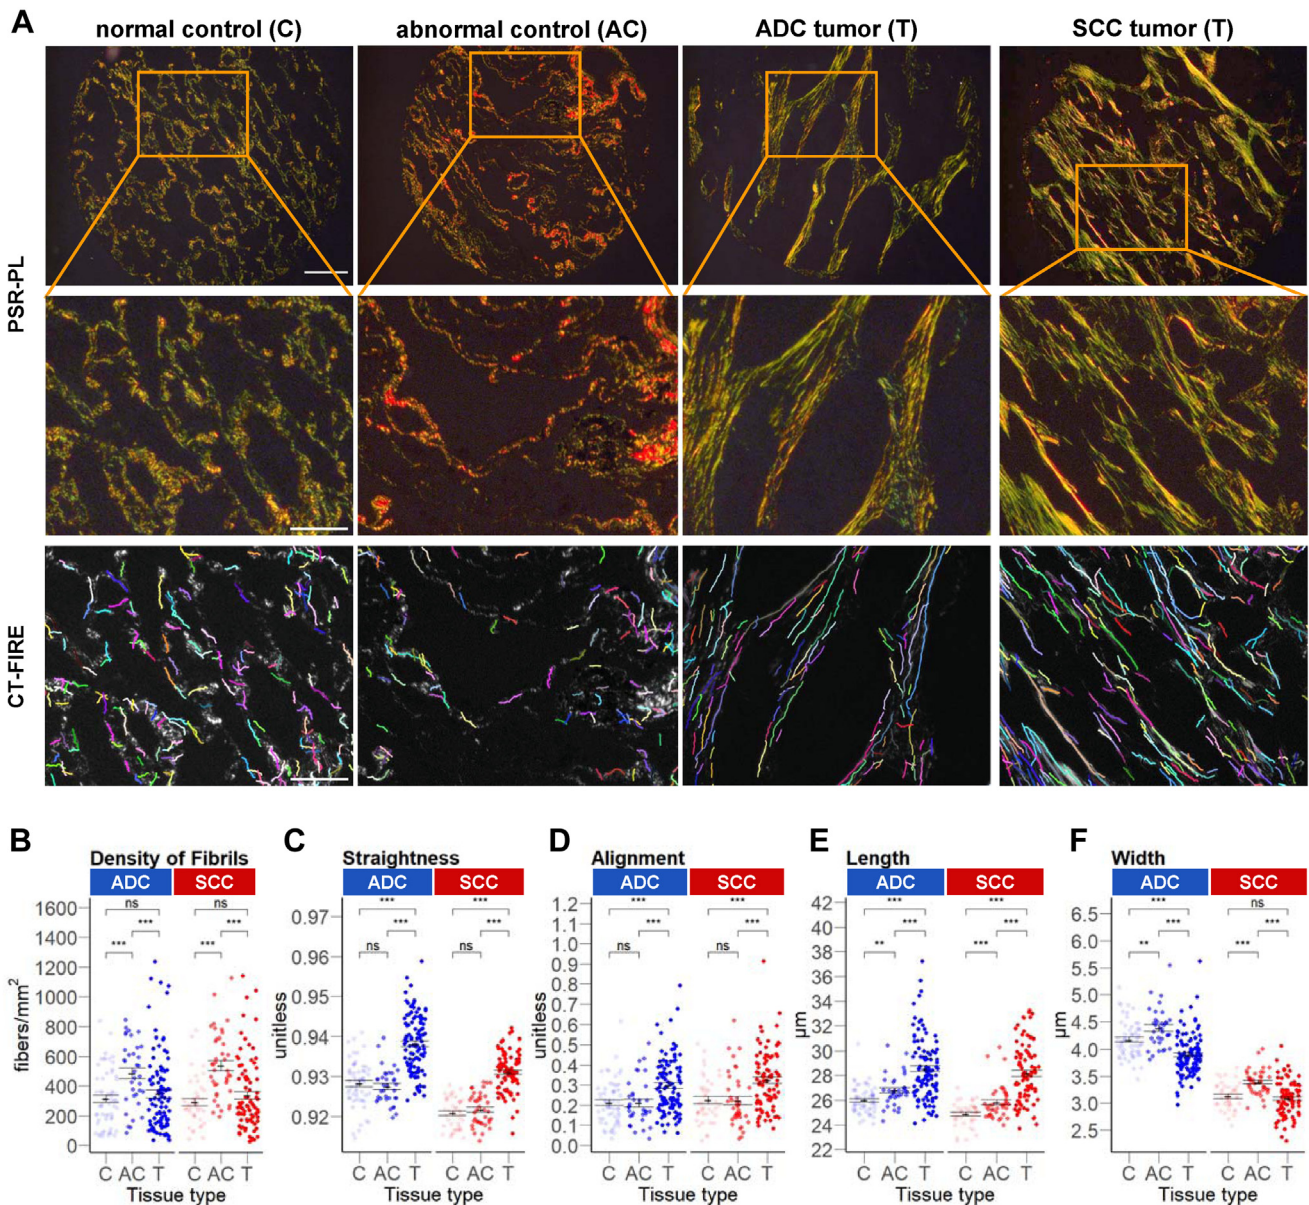 A
normal control (C)
abnormal control (AC)
ADC tumor (T)
SCC tumor (T)
PSR-PL
CT-FIRE
B
Density of Fibrils
ADC
SCC
fibers/mm²
1600
1400
1200
1000
800
600
400
200
0
ns
***
***
ns
***
***
C AC T
C AC T
Tissue type
C
Straightness
ADC
SCC
unitless
0.97
0.96
0.95
0.94
0.93
0.92
***
***
ns
***
***
ns
C AC T
C AC T
Tissue type
D
Alignment
ADC
SCC
unitless
1.2
1.1
1.0
0.9
0.8
0.7
0.6
0.5
0.4
0.3
0.2
0.1
0.0
***
***
ns
***
***
ns
C AC T
C AC T
Tissue type
E
Length
ADC
SCC
µm
42
40
38
36
34
32
30
28
26
24
22
***
***
**
***
***
***
C AC T
C AC T
Tissue type
F
Width
ADC
SCC
µm
6.5
6.0
5.5
5.0
4.5
4.0
3.5
3.0
2.5
***
***
**
ns
***
***
C AC T
C AC T
Tissue type